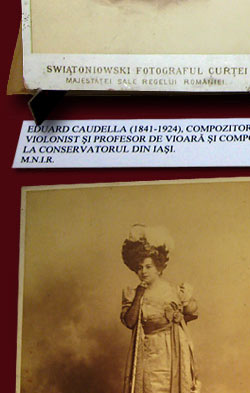 SWIATONIOWSKI FOTOGRAFUL CURȚEI
MAJESTĂȚEI SALE REGELUI ROMÂNIEI.
EDUARD CAUDELLA (1841-1924), COMPOZITOR
VIOLONIST ȘI PROFESOR DE VIOARĂ ȘI COMPO
LA CONSERVATORUL DIN IAȘI.
M.N.I.R.